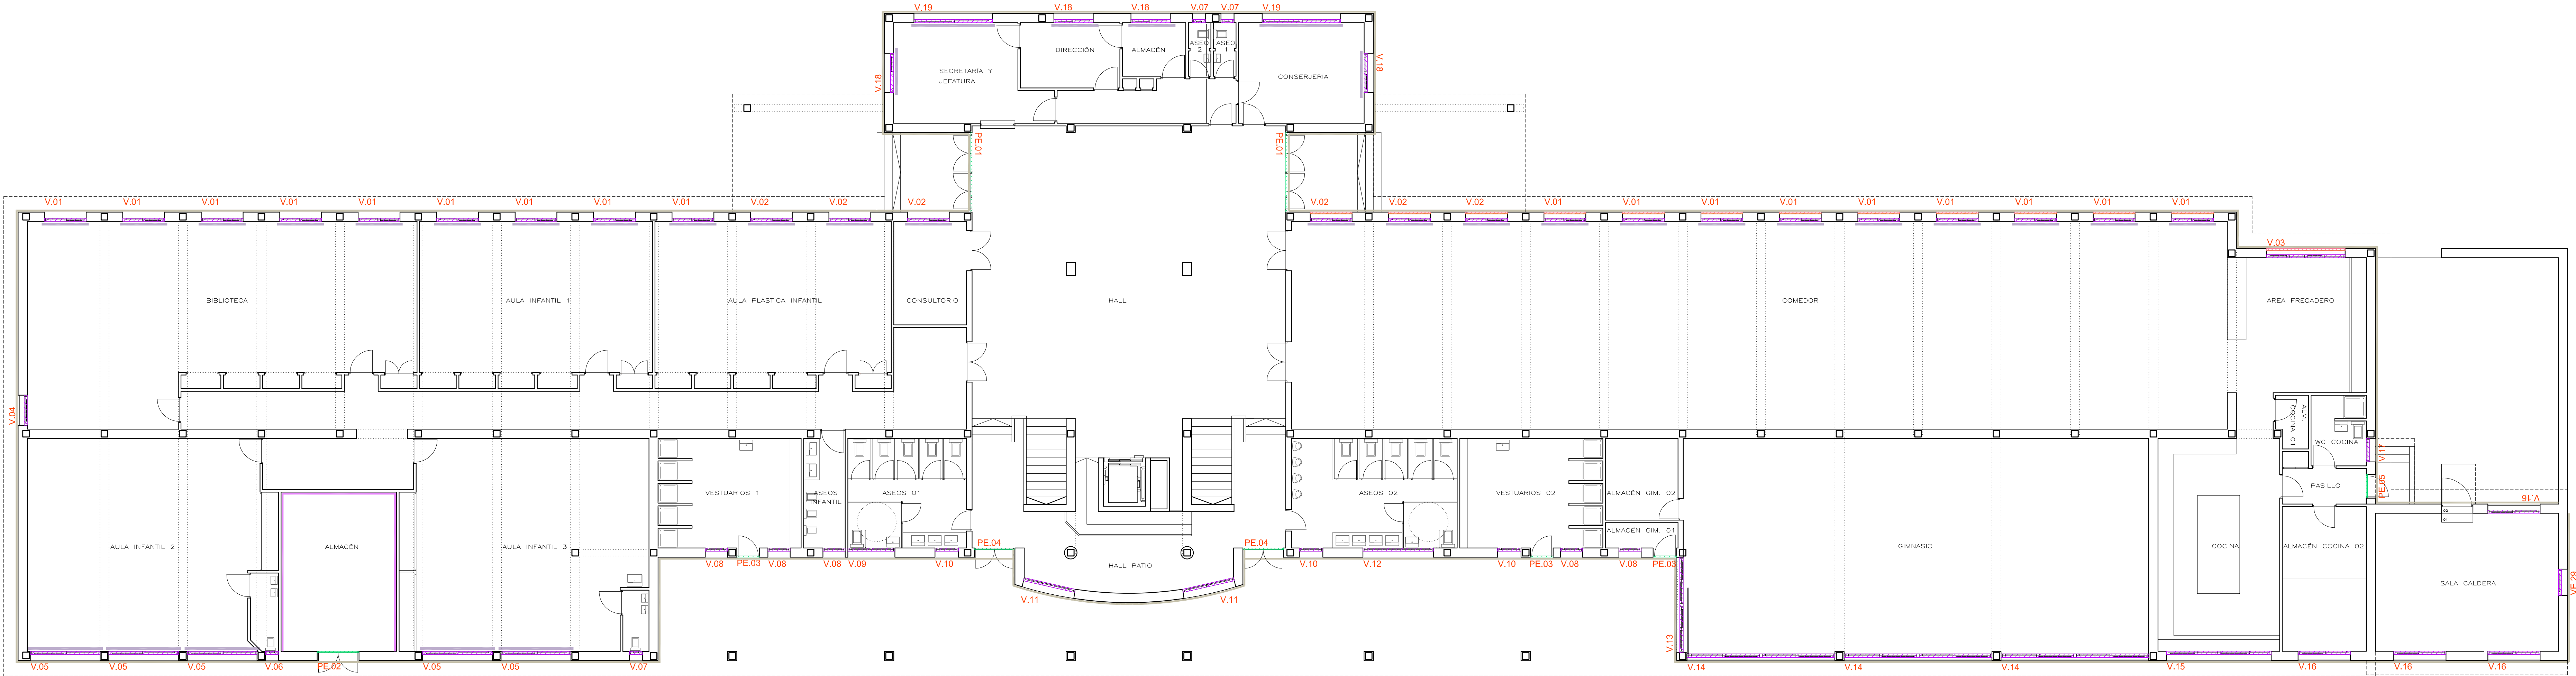 V.19
V.18
V.18
V.07
V.07
V.19
ASEO
2
ASEO
1
DIRECCIÓN
ALMACÉN
SECRETARÍA Y
JEFATURA
CONSERJERÍA
V.18
V.18
PE.01
PE.01
V.01
V.01
V.01
V.01
V.01
V.01
V.01
V.01
V.01
V.02
V.02
V.02
V.02
V.02
V.02
V.01
V.01
V.01
V.01
V.01
V.01
V.01
V.01
V.01
V.03
BIBLIOTECA
AULA INFANTIL 1
AULA PLÁSTICA INFANTIL
CONSULTORIO
HALL
COMEDOR
AREA FREGADERO
V.04
ALM.
COCINA 01
WC COCINA
V.17
PASILLO
PE.05
V.16
VESTUARIOS 1
ASEOS
INFANTIL
ASEOS 01
ASEOS 02
VESTUARIOS 02
ALMACÉN GIM. 02
ALMACÉN GIM. 01
AULA INFANTIL 2
ALMACÉN
AULA INFANTIL 3
GIMNASIO
COCINA
ALMACÉN COCINA 02
SALA CALDERA
02
01
PE.04
PE.04
HALL PATIO
V.08
PE.03
V.08
V.08
V.09
V.10
V.10
V.12
V.10
PE.03
V.08
V.08
PE.03
VE.29
V.11
V.11
V.13
V.05
V.05
V.05
V.06
PE.02
V.05
V.05
V.07
V.14
V.14
V.14
V.15
V.16
V.16
V.16